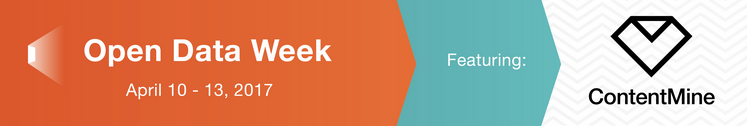 Open Data Week
April 10 - 13, 2017
Featuring:
ContentMine